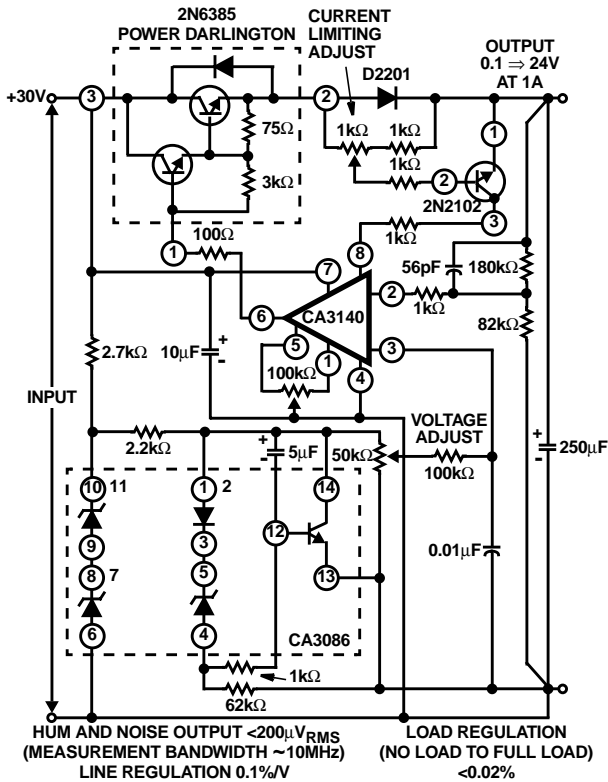 2N6385
POWER DARLINGTON
CURRENT
LIMITING
ADJUST
OUTPUT
0.1 ⇒ 24V
AT 1A
D2201
+30V
3
2
1
75Ω
1kΩ
1kΩ
1kΩ
3kΩ
2
2N2102
3
1kΩ
1
100Ω
8
7
56pF
180kΩ
6
CA3140
2
1kΩ
82kΩ
5
1
3
4
2.7kΩ
10μF
+
-
100kΩ
INPUT
VOLTAGE
ADJUST
2.2kΩ
+
-
5μF
50kΩ
100kΩ
+
-
250μF
10
11
1
2
14
9
3
12
8
7
5
13
0.01μF
6
4
CA3086
1kΩ
62kΩ
HUM AND NOISE OUTPUT <200μVRMS
(MEASUREMENT BANDWIDTH ~10MHz)
LINE REGULATION 0.1%/V
LOAD REGULATION
(NO LOAD TO FULL LOAD)
<0.02%